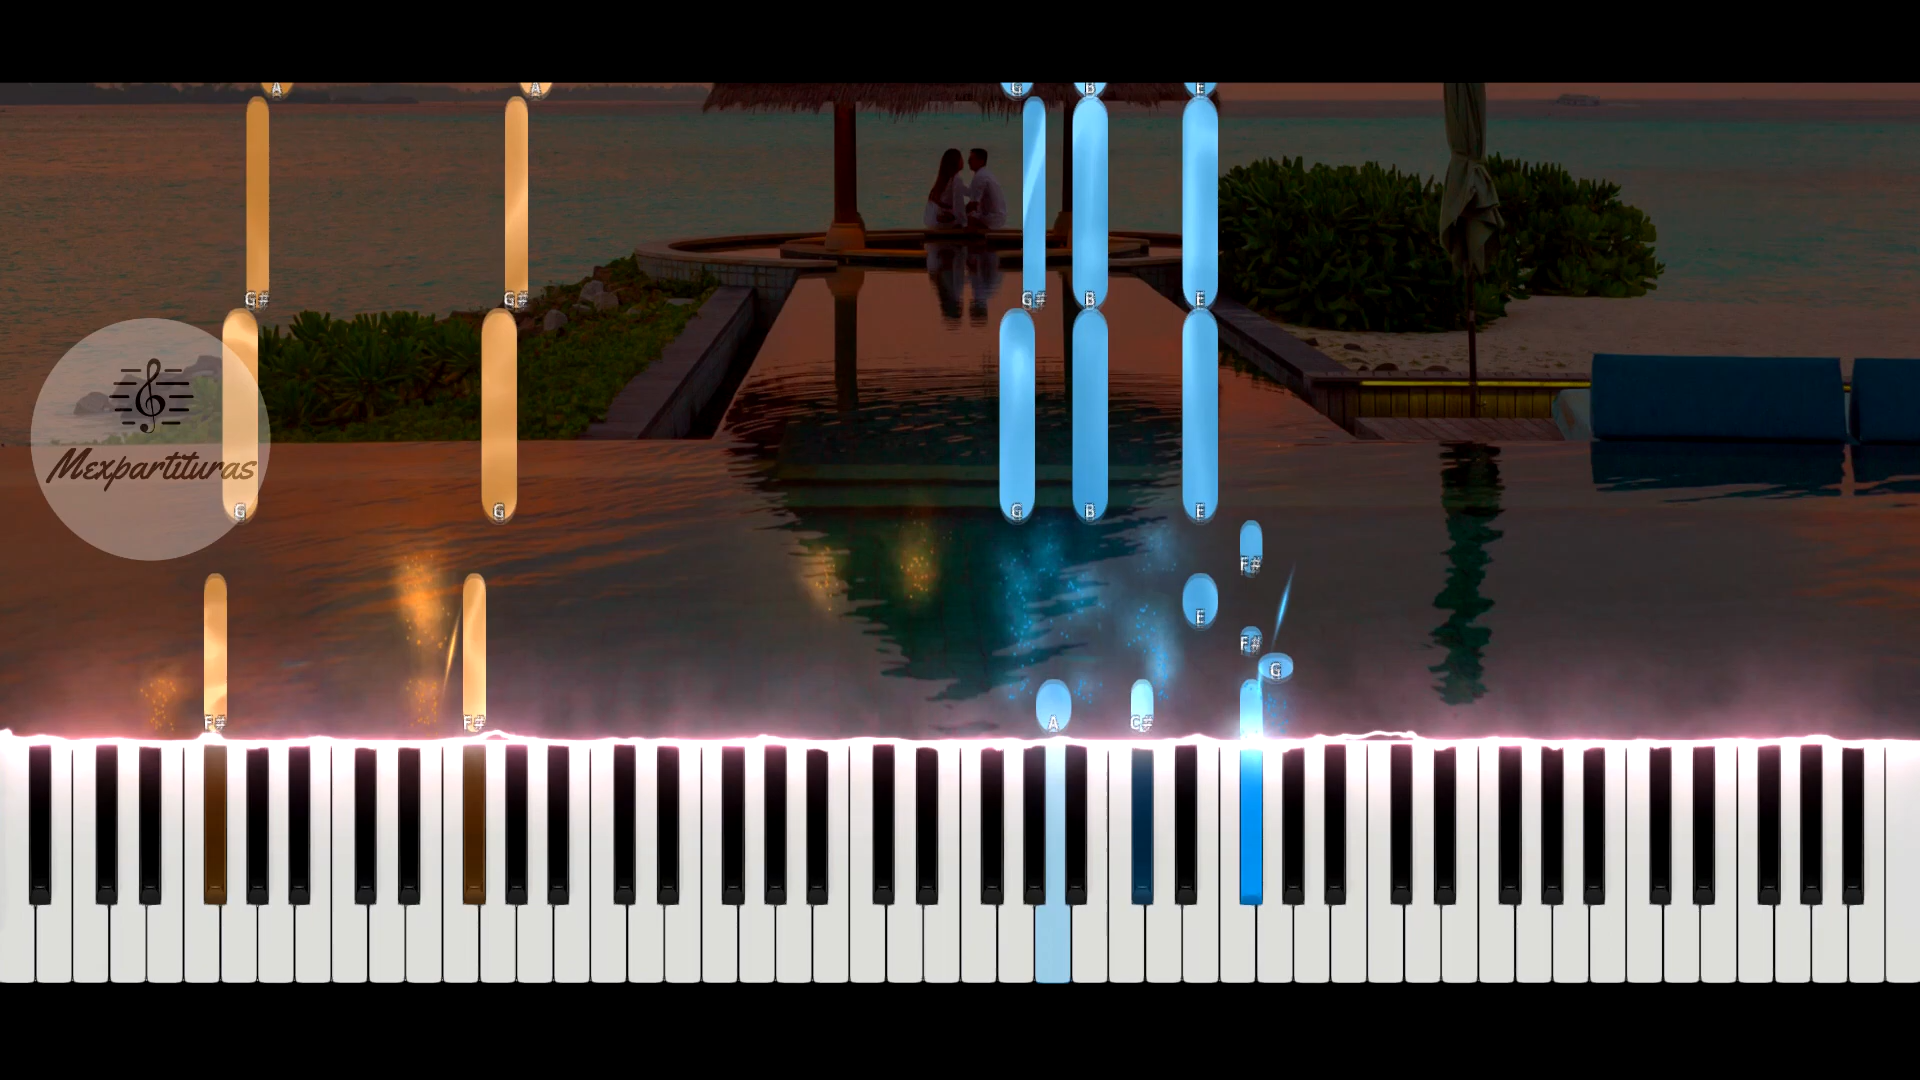 A A G B E
G# G# G# B E
Mexpartituras
G G G B E
F#
E
F#
G
F# F# A C#